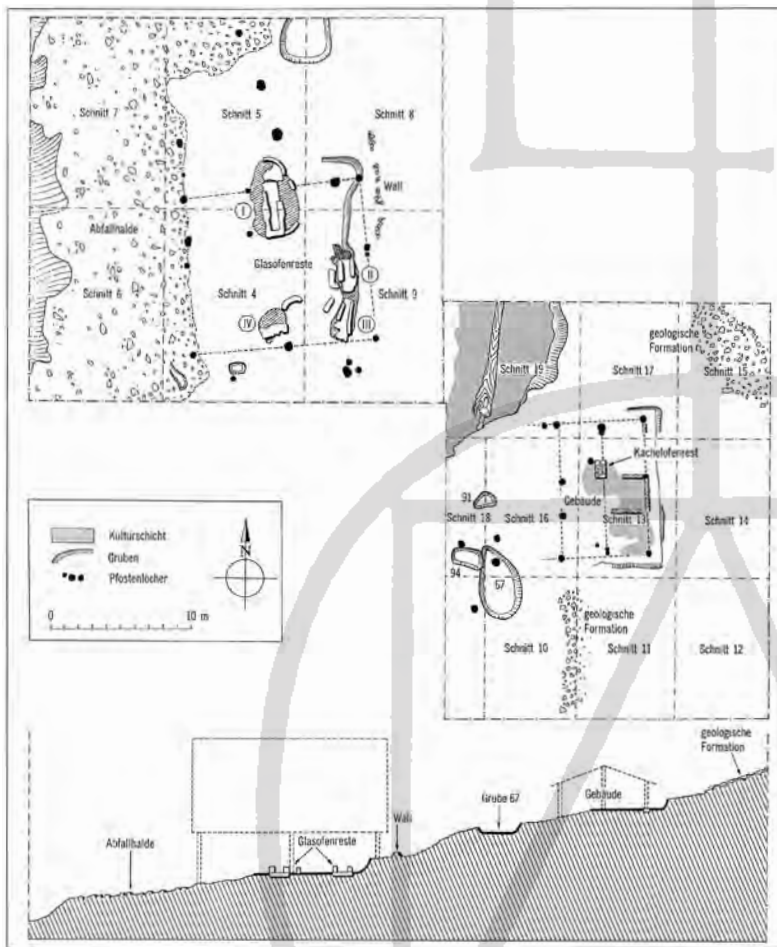 Schnitt 7
Schnitt 5
Schnitt 8
Wall
I
Abfallhalde
Glasofenreste
II
Schnitt 6
Schnitt 4
Schnitt 9
IV
III
geologische
Formation
Schnitt 19
Schnitt 17
Schnitt 15
Kachelofenrest
91
Gebäude
Schnitt 18
Schnitt 16
Schnitt 13
Schnitt 14
94
67
geologische
Formation
Schnitt 10
Schnitt 11
Schnitt 12
Kulturschicht
Gruben
Pfostenlöcher
N
0
10 m
geologische
Formation
Gebäude
Grube 67
Wall
Glasofenreste
Abfallhalde